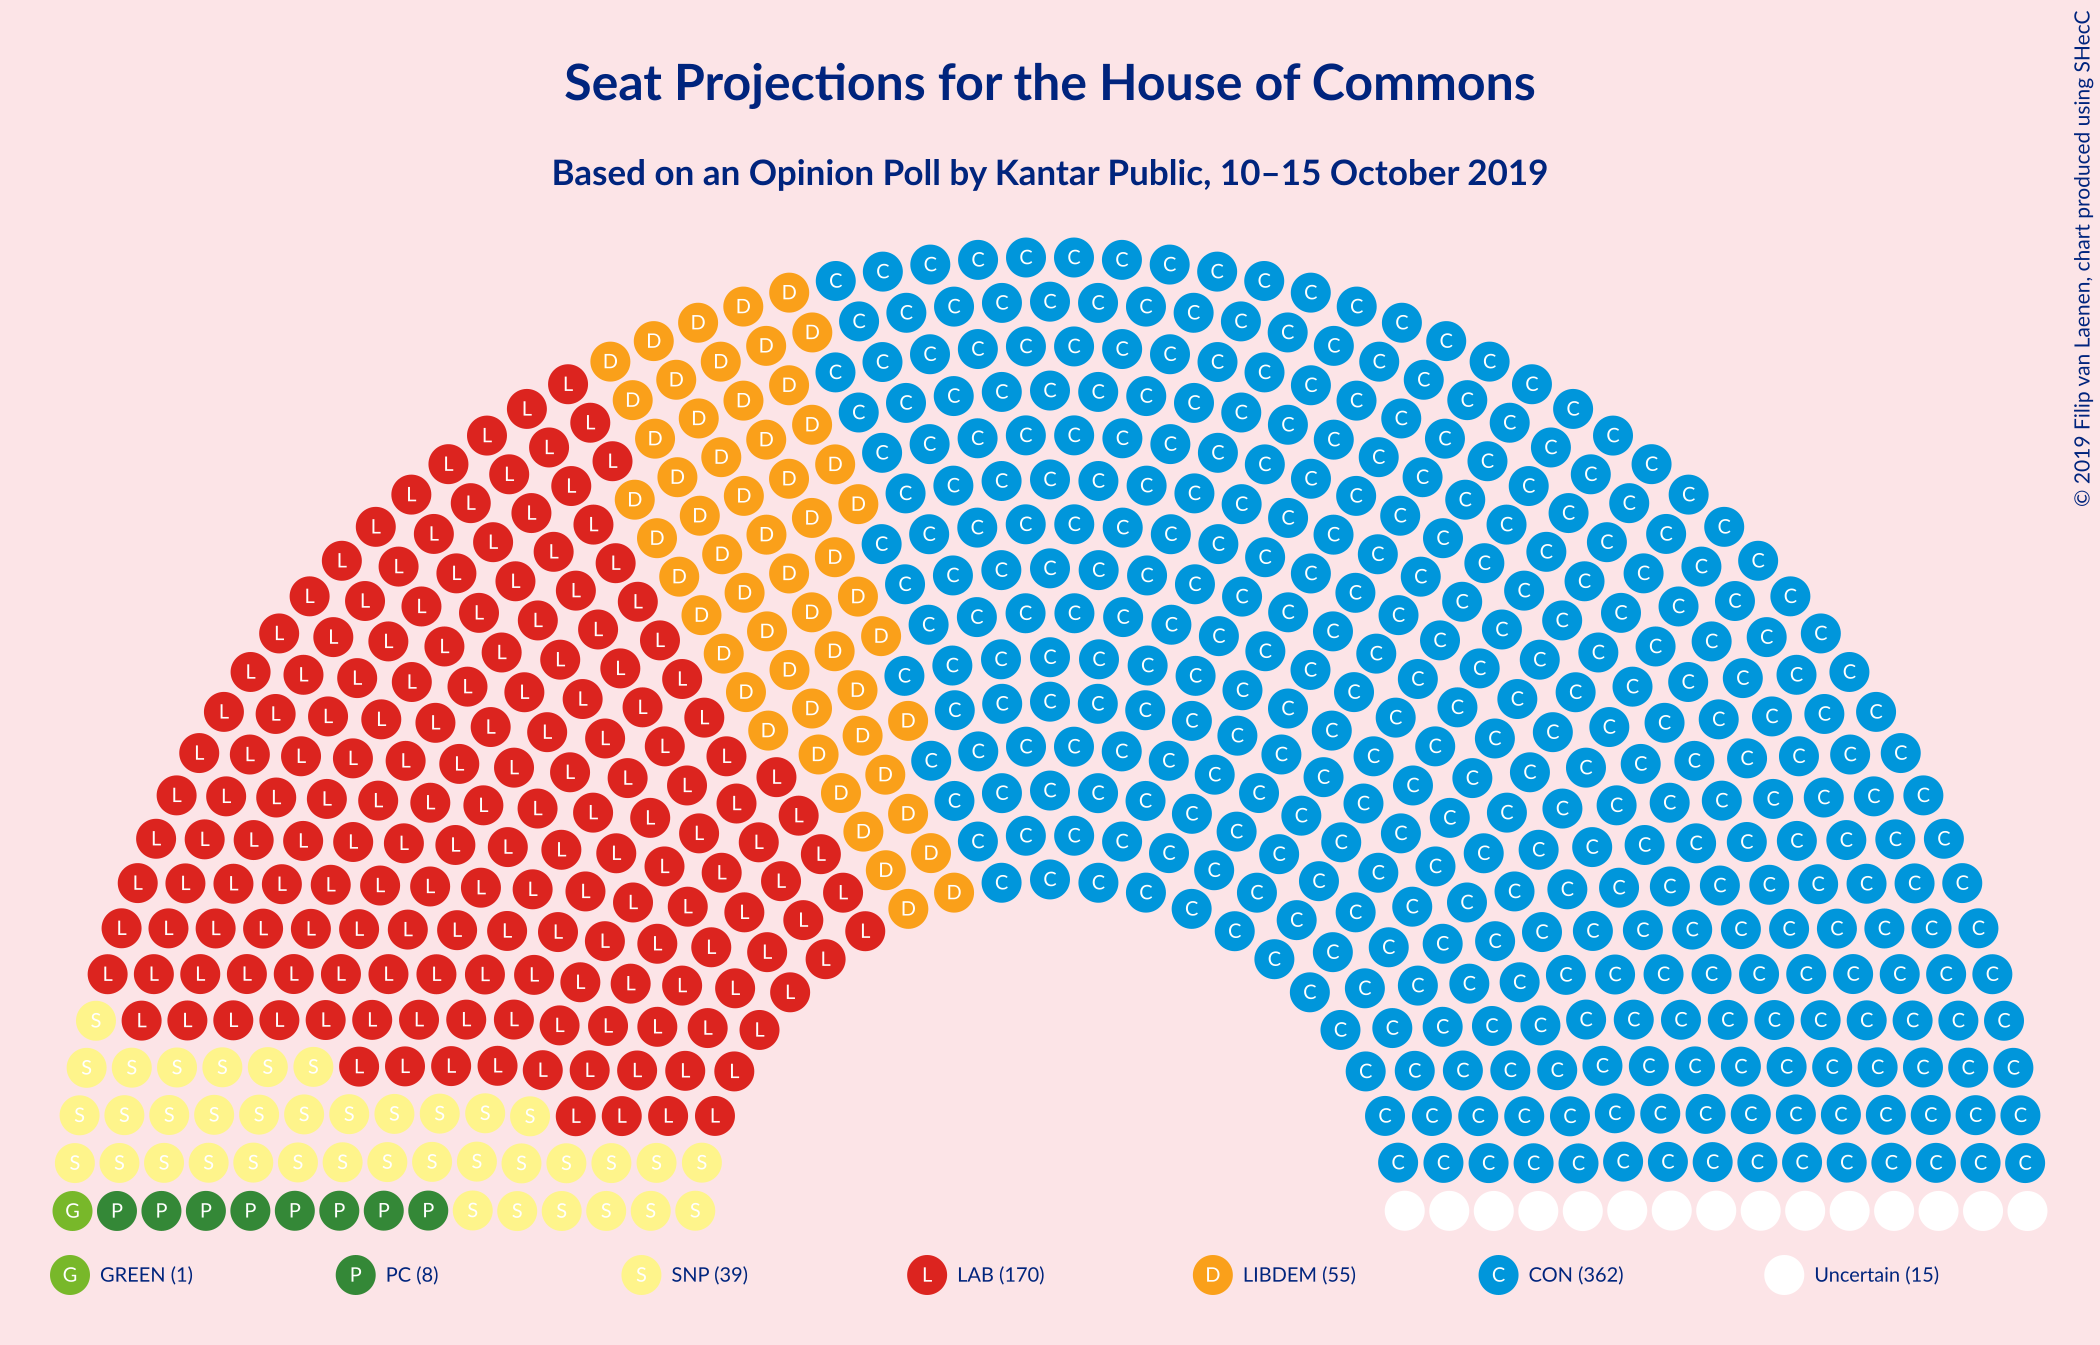 Seat Projections for the House of Commons
Based on an Opinion Poll by Kantar Public, 10–15 October 2019
© 2019 Filip van Laenen, chart produced using SHecC
G GREEN (1)
P PC (8)
S SNP (39)
L LAB (170)
D LIBDEM (55)
C CON (362)
Uncertain (15)